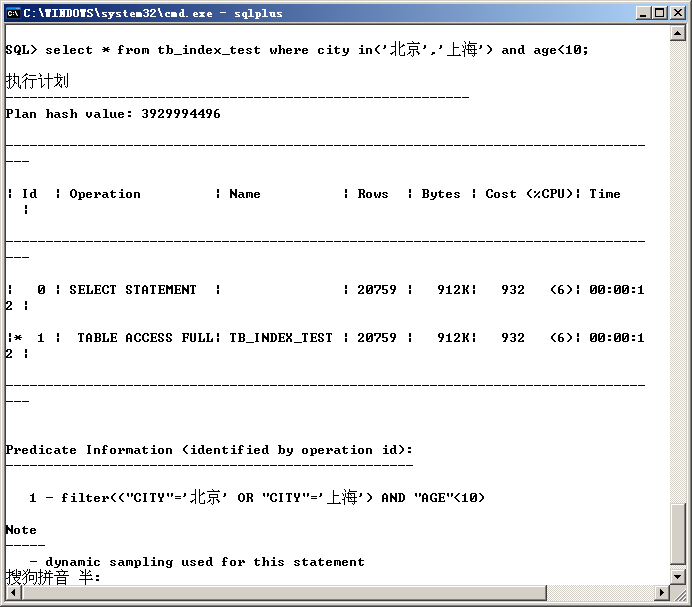 C:\WINDOWS\system32\cmd.exe - sqlplus
SQL> select * from tb_index_test where city in('北京','上海') and age<10;
执行计划
----------------------------------------------------------
Plan hash value: 3929994496
--------------------------------------------------------------------------------
---
| Id  | Operation         | Name          | Rows  | Bytes | Cost (%CPU)| Time
  |
--------------------------------------------------------------------------------
---
|   0 | SELECT STATEMENT  |               | 20759 |   912K|   932   (6)| 00:00:1
2 |
|*  1 |  TABLE ACCESS FULL| TB_INDEX_TEST | 20759 |   912K|   932   (6)| 00:00:1
2 |
--------------------------------------------------------------------------------
---
Predicate Information (identified by operation id):
---------------------------------------------------
   1 - filter(("CITY"='北京' OR "CITY"='上海') AND "AGE"<10)
Note
-----
   - dynamic sampling used for this statement
搜狗拼音 半: